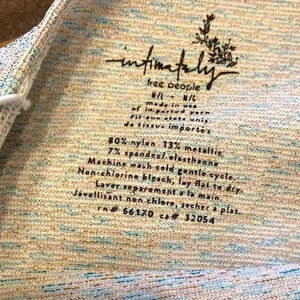 intimately
free people
M/L M/L
made in usa
of imported yarn
fil aux etats unis
de tissus importés
80% nylon 13% metallic
7% spandex/elasthanna
Machine wash cold gentle cycle.
Non-chlorine bleach, lay flat to dry.
Laver separement a la main.
Javellisant non chlore, secher a plat.
rn# 66170 ca# 32054